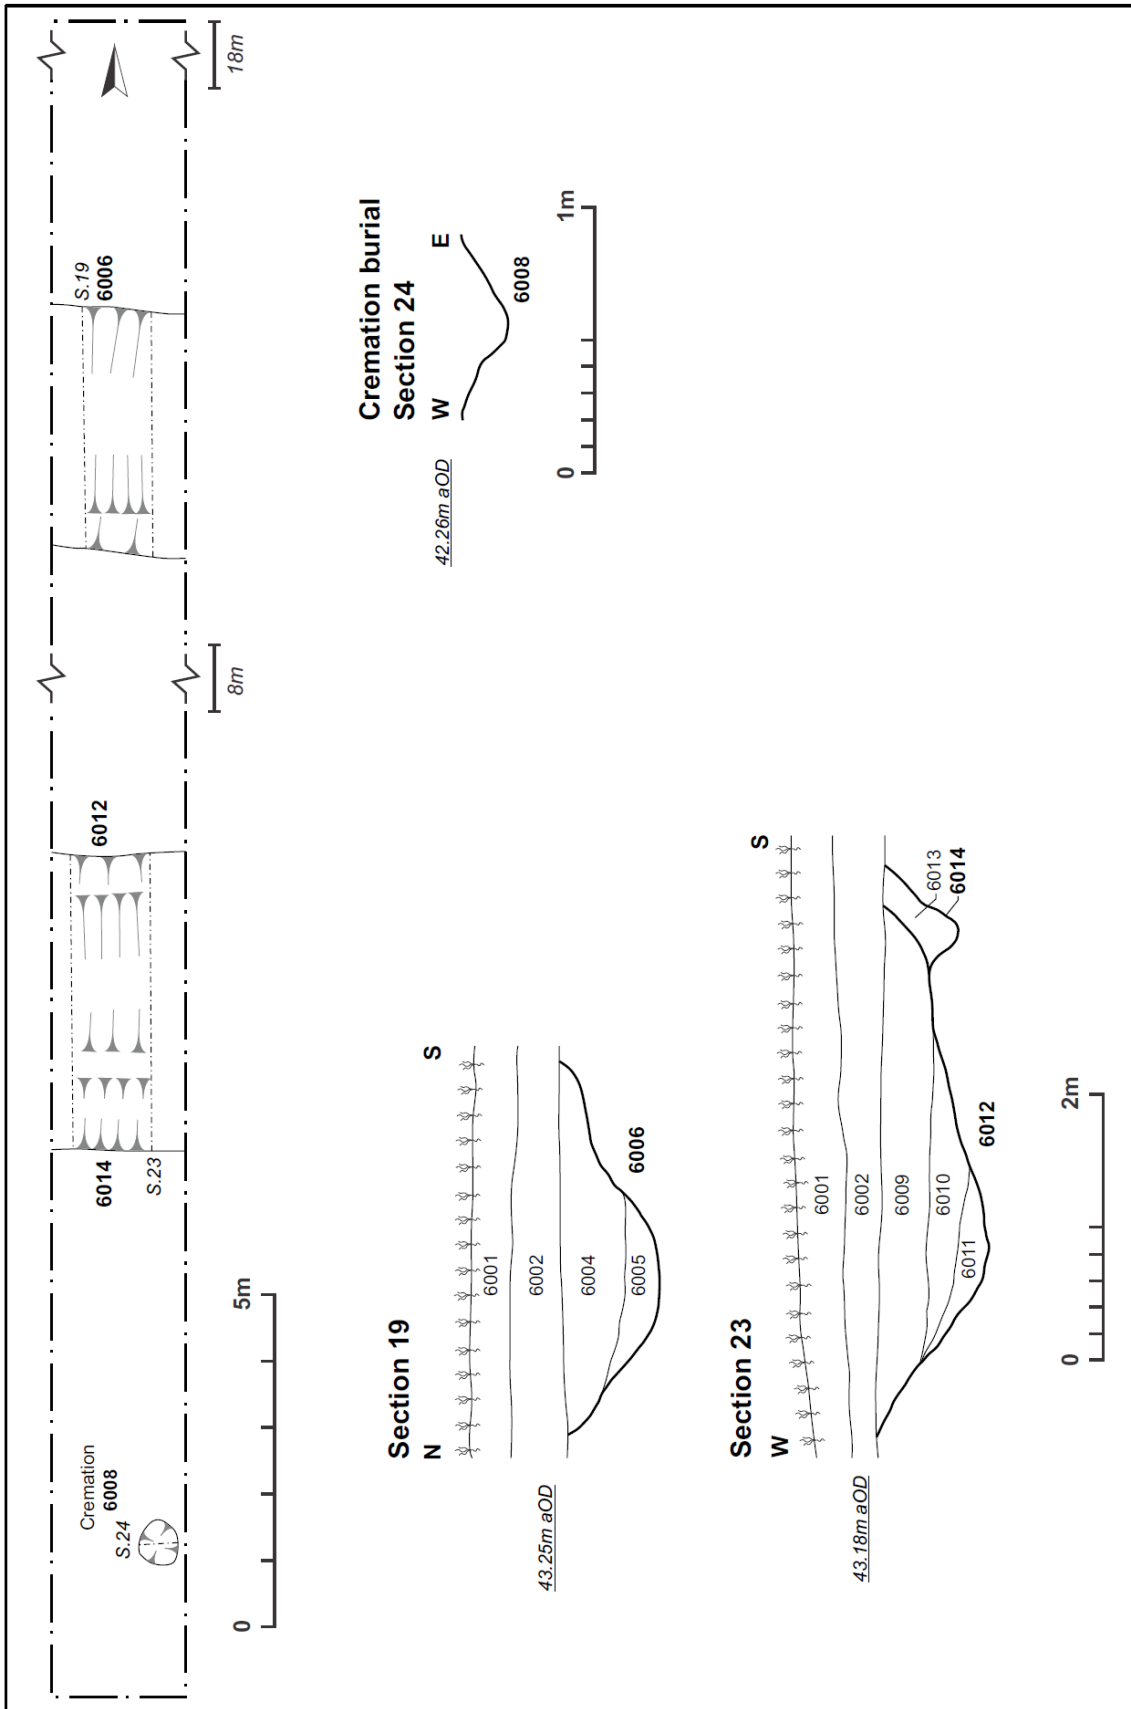 18m
S.19
6006
8m
6012
6014
S.23
Cremation
6008
S.24
0
5m
Cremation burial
Section 24
W
E
42.26m aOD
6008
0
1m
Section 19
N
S
43.25m aOD
6001
6002
6004
6005
6006
Section 23
W
S
43.18m aOD
6001
6002
6009
6010
6011
6012
6013
6014
0
2m